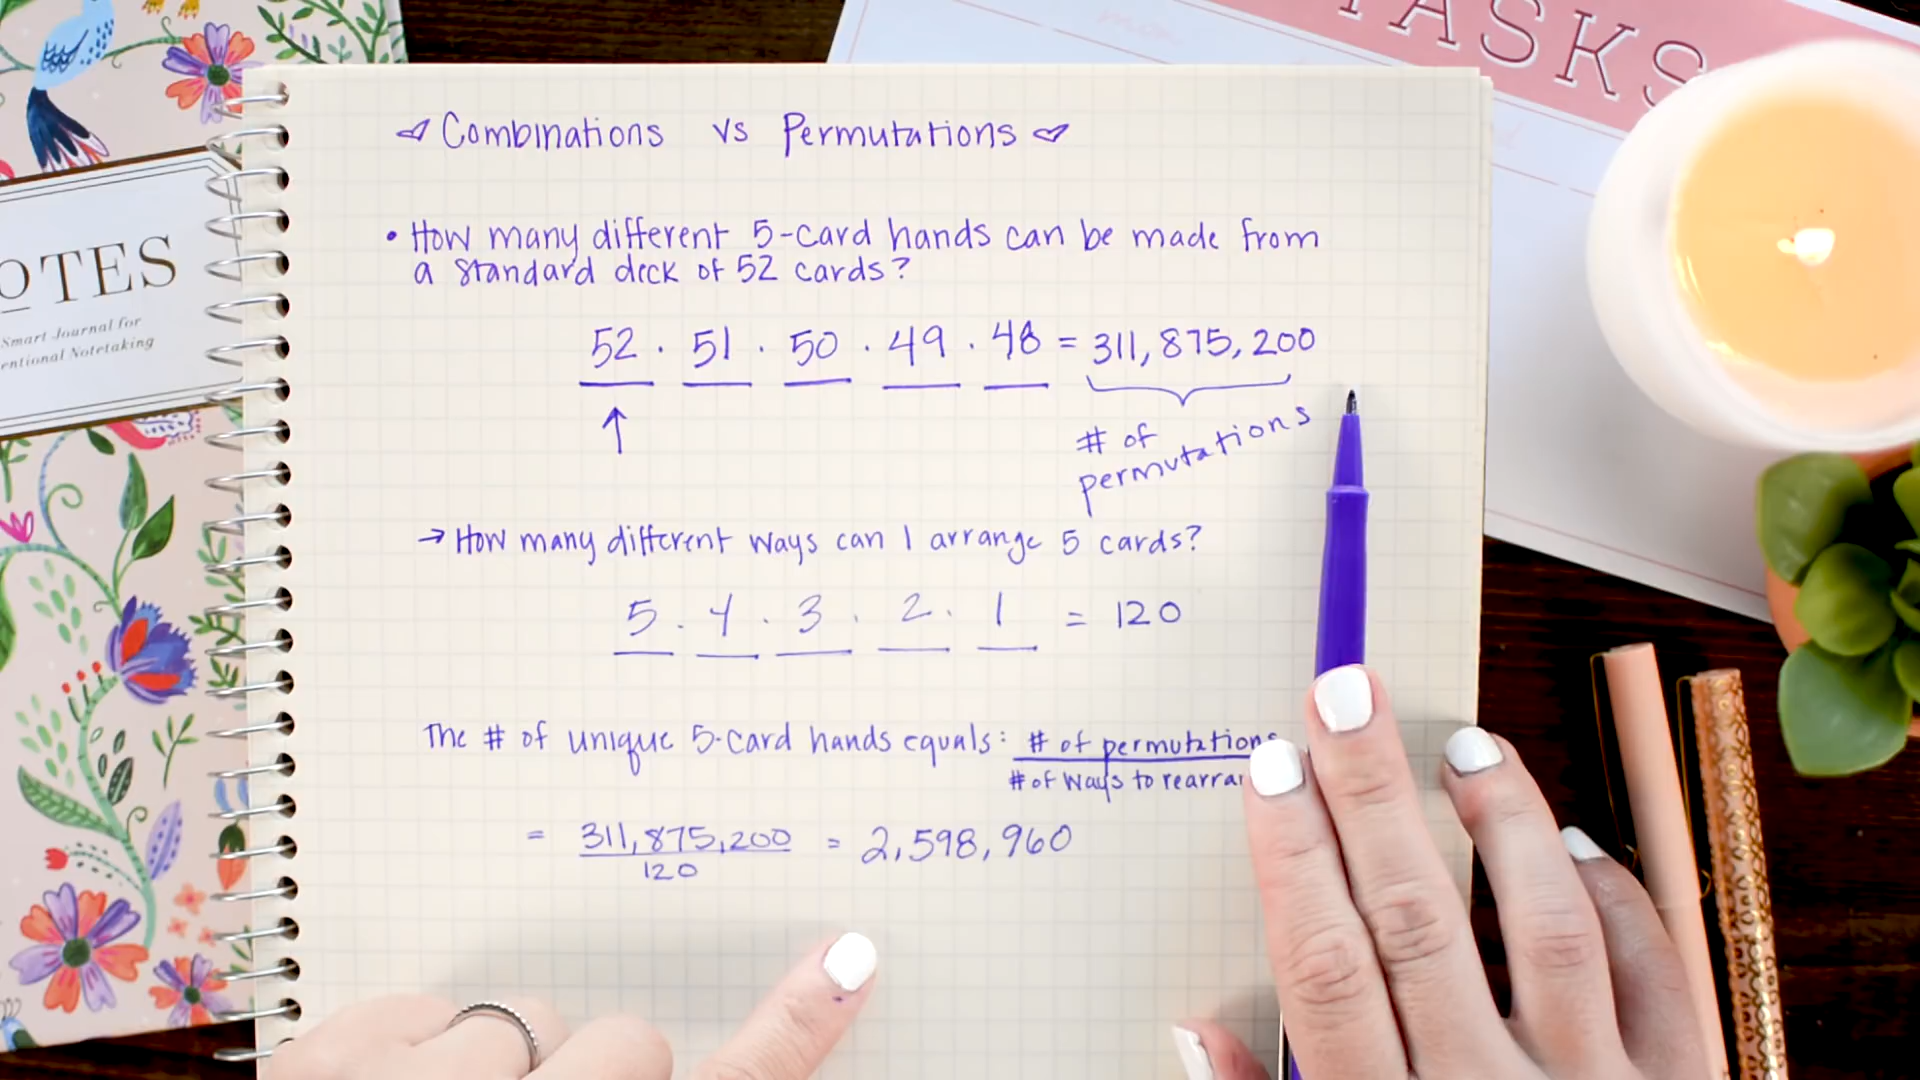 TASKS
Combinations vs Permutations
• How many different 5-card hands can be made from
a standard deck of 52 cards?
OTES
Smart Journal for
entional Notetaking
52 · 51 · 50 · 49 · 48 = 311,875,200
↑
# of
permutations
→ How many different ways can I arrange 5 cards?
5 · 4 · 3 · 2 · 1 = 120
The # of unique 5-card hands equals: # of permutations
# of ways to rearra
= 311,875,200 = 2,598,960
120